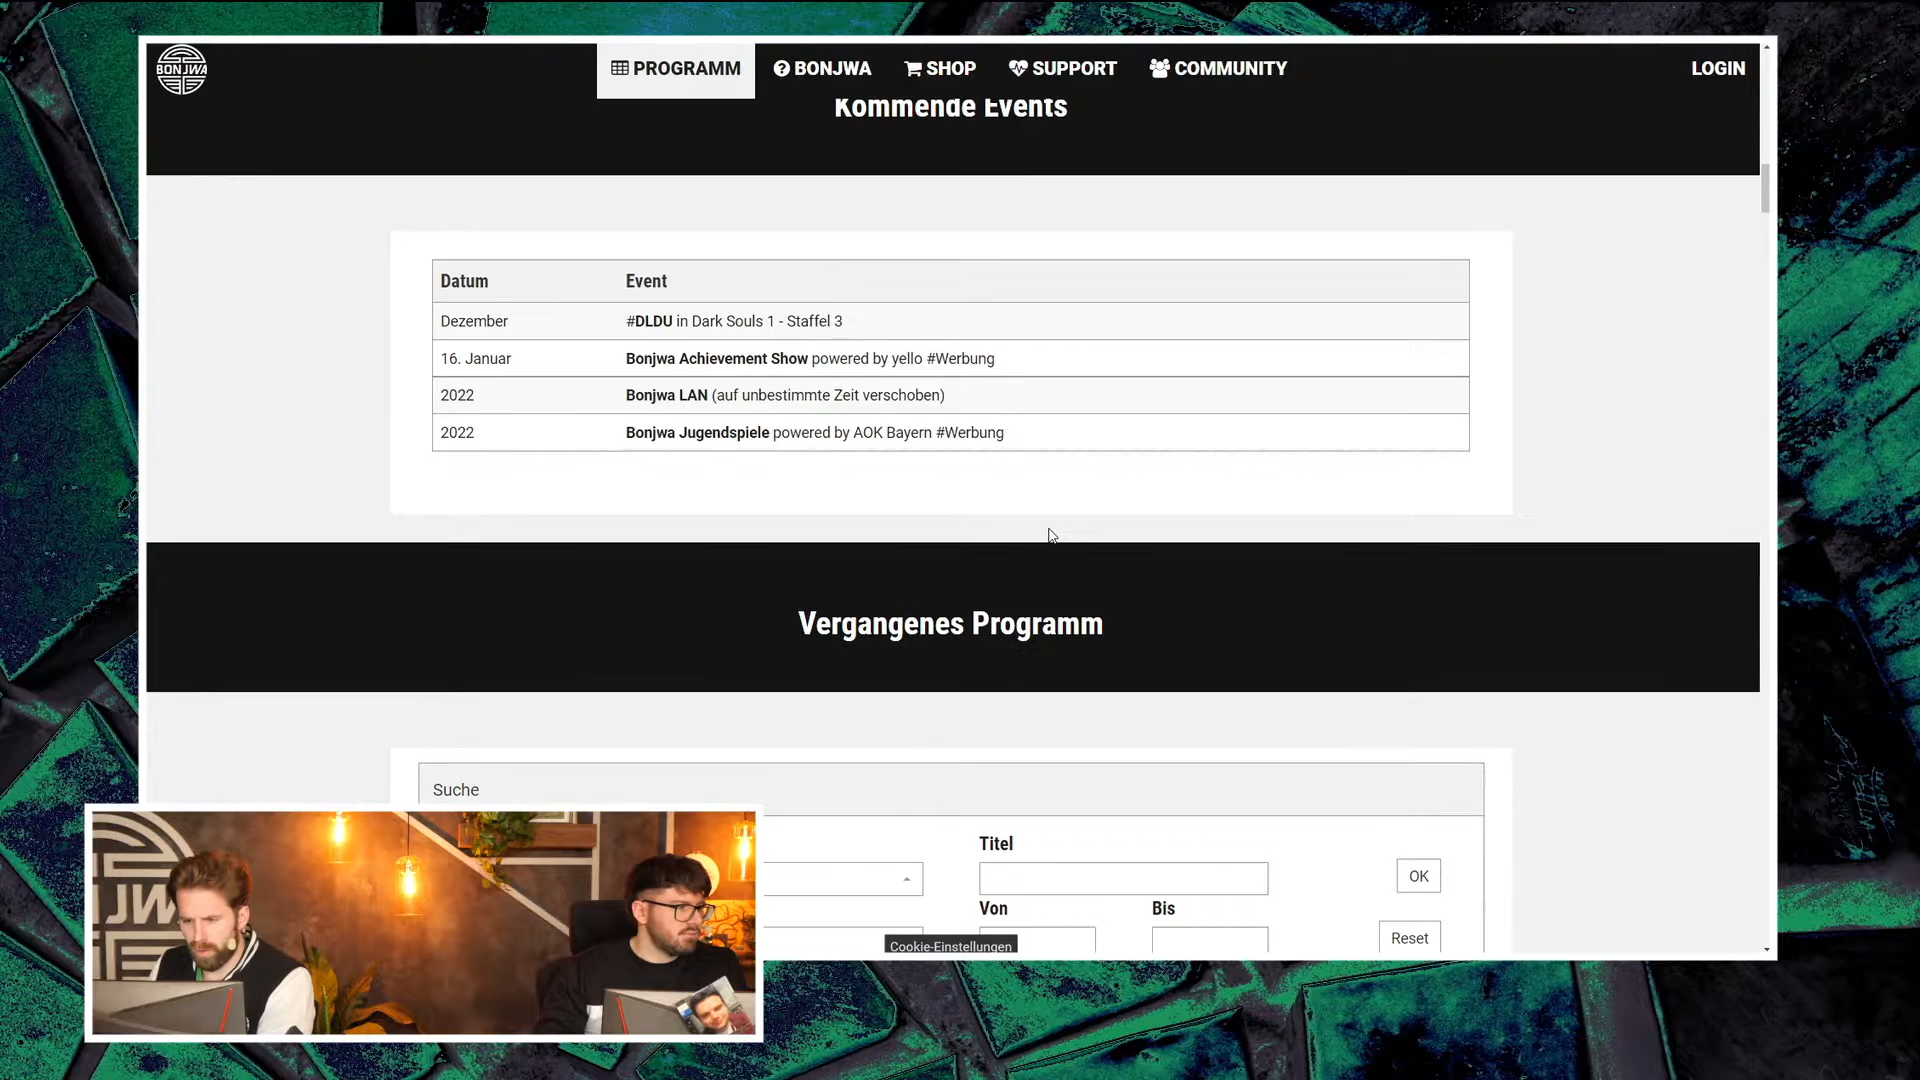 BONJWA
PROGRAMM
BONJWA
SHOP
SUPPORT
COMMUNITY
LOGIN
Kommende Events
Datum Event
Dezember #DLDU in Dark Souls 1 - Staffel 3
16. Januar Bonjwa Achievement Show powered by yello #Werbung
2022 Bonjwa LAN (auf unbestimmte Zeit verschoben)
2022 Bonjwa Jugendspiele powered by AOK Bayern #Werbung
Vergangenes Programm
Suche
Titel
OK
Von Bis
Reset
Cookie-Einstellungen